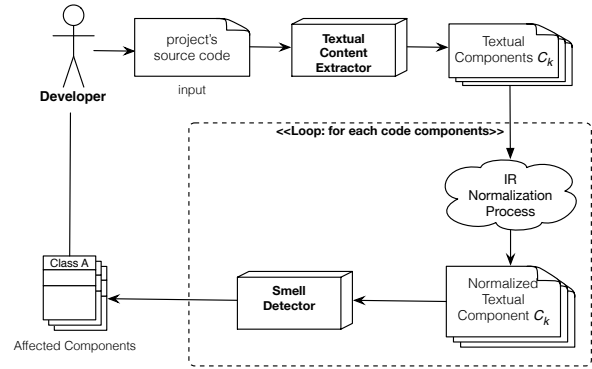 project's
source code
input
Textual
Content
Extractor
Textual
Components Ck
Developer
<<Loop: for each code components>>
IR
Normalization
Process
Normalized
Textual
Component Ck
Smell
Detector
Class A
Affected Components